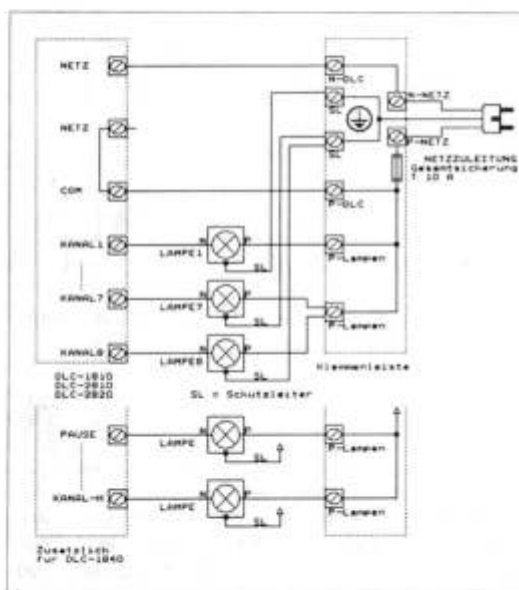 NETZ
N-DLC
N-NETZ
SL
NETZ
SL
P-NETZ
NETZZULEITUNG
Gesamtsicherung
T 10 A
COM
P-DLC
KANAL1
N
P
LAMPE1
SL
P-Lampen
KANAL7
N
P
LAMPE7
SL
P-Lampen
KANAL8
N
P
LAMPE8
SL
Klemmenleiste
DLC-1810
DLC-2810
DLC-2820
SL = Schutzleiter
PAUSE
N
P
LAMPE
SL
P-Lampen
KANAL-M
N
P
LAMPE
SL
P-Lampen
Zusätzlich
für DLC-1840